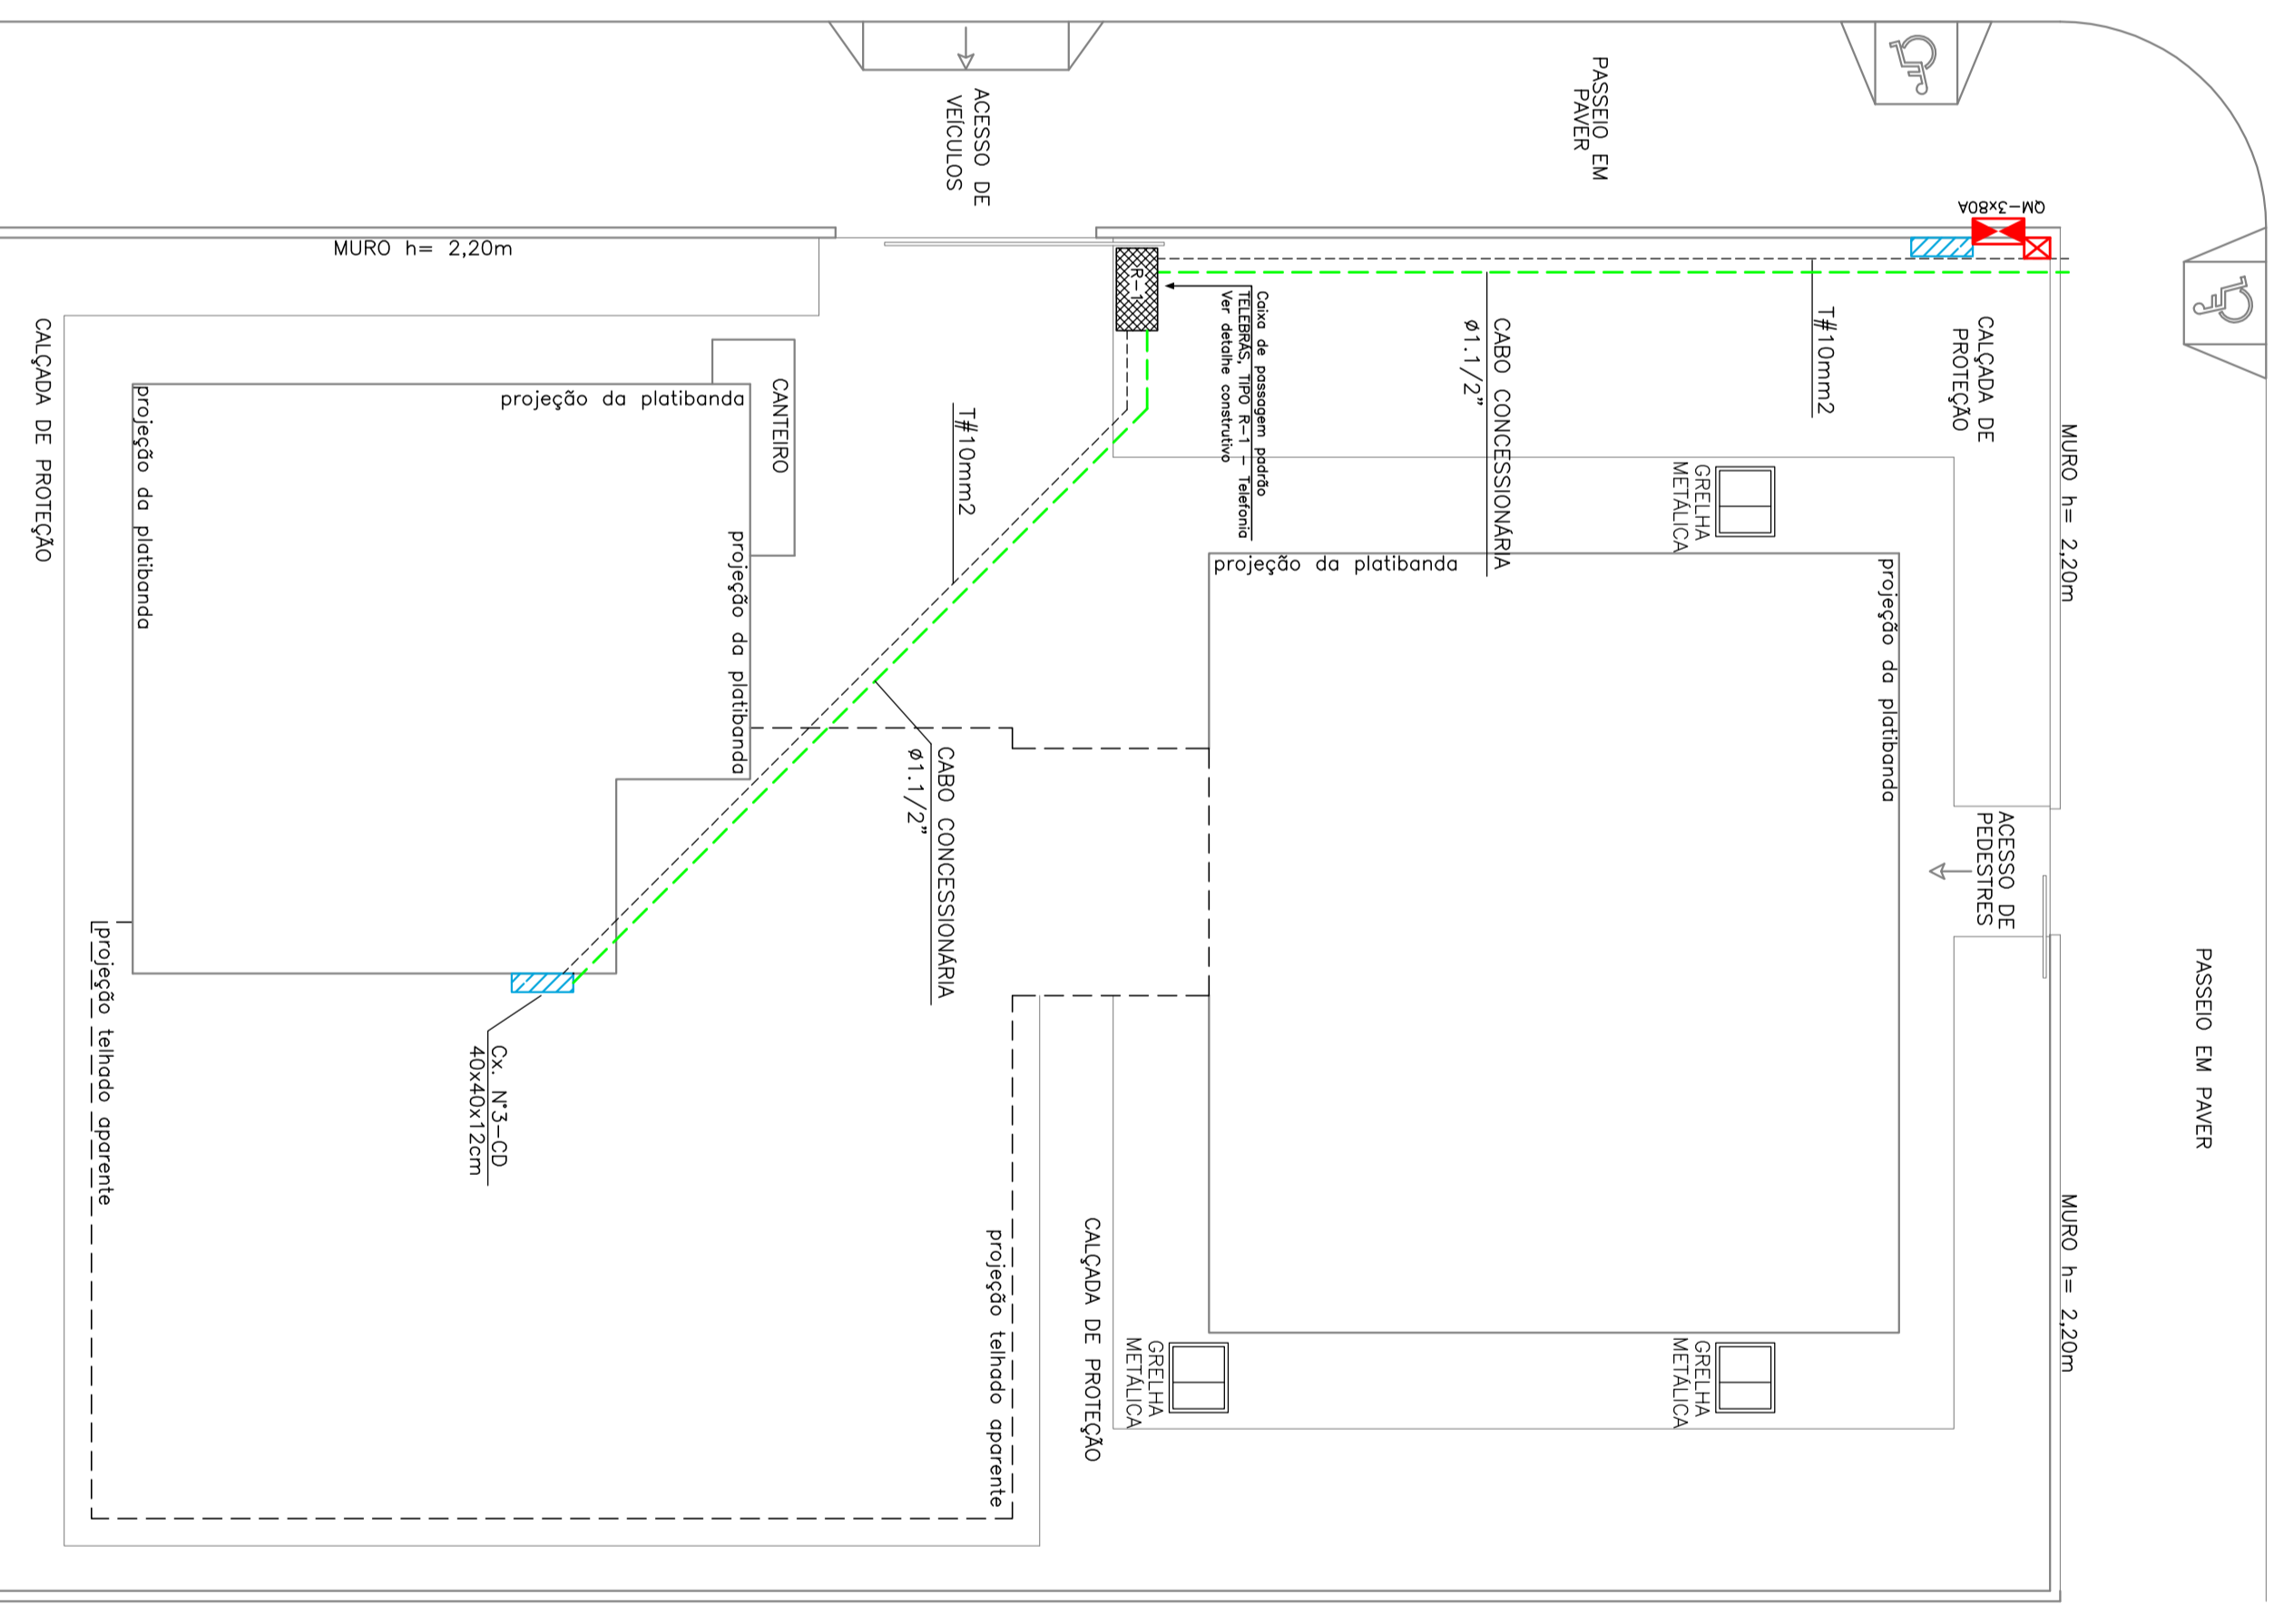 ACESSO DE
VEÍCULOS
PASSEIO EM
PAVER
QM-3x80A
MURO h= 2,20m
R-1
Caixa de passagem padrão
TELEBRÁS, TIPO R-1 - Telefonia
Ver detalhe construtivo
CABO CONCESSIONÁRIA
ø1.1/2"
T#10mm2
CALÇADA DE
PROTEÇÃO
MURO h= 2,20m
CALÇADA DE PROTEÇÃO
projeção da platibanda
projeção da platibanda
CANTEIRO
projeção da platibanda
T#10mm2
GRELHA
METÁLICA
projeção da platibanda
projeção da platibanda
CABO CONCESSIONÁRIA
ø1.1/2"
ACESSO DE
PEDESTRES
PASSEIO EM PAVER
projeção telhado aparente
Cx. N°3-CD
40x40x12cm
projeção telhado aparente
CALÇADA DE PROTEÇÃO
GRELHA
METÁLICA
GRELHA
METÁLICA
MURO h= 2,20m